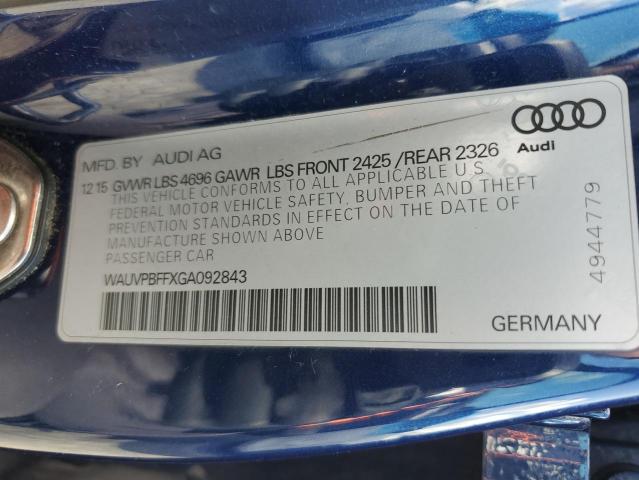 MFD. BY AUDI AG
12 15 GVWR LBS 4696 GAWR LBS FRONT 2425 / REAR 2326
THIS VEHICLE CONFORMS TO ALL APPLICABLE U S
FEDERAL MOTOR VEHICLE SAFETY, BUMPER AND THEFT
PREVENTION STANDARDS IN EFFECT ON THE DATE OF
MANUFACTURE SHOWN ABOVE
PASSENGER CAR
WAUVPBFFXGA092843
Audi
4944779
GERMANY